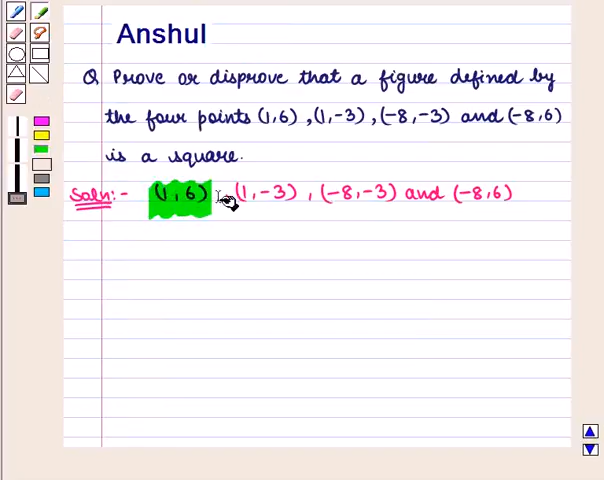 Anshul
Q Prove or disprove that a figure defined by
the four points (1,6) , (1,-3) , (-8,-3) and (-8,6)
is a square.
Soln:- (1,6) , (1,-3) , (-8,-3) and (-8,6)